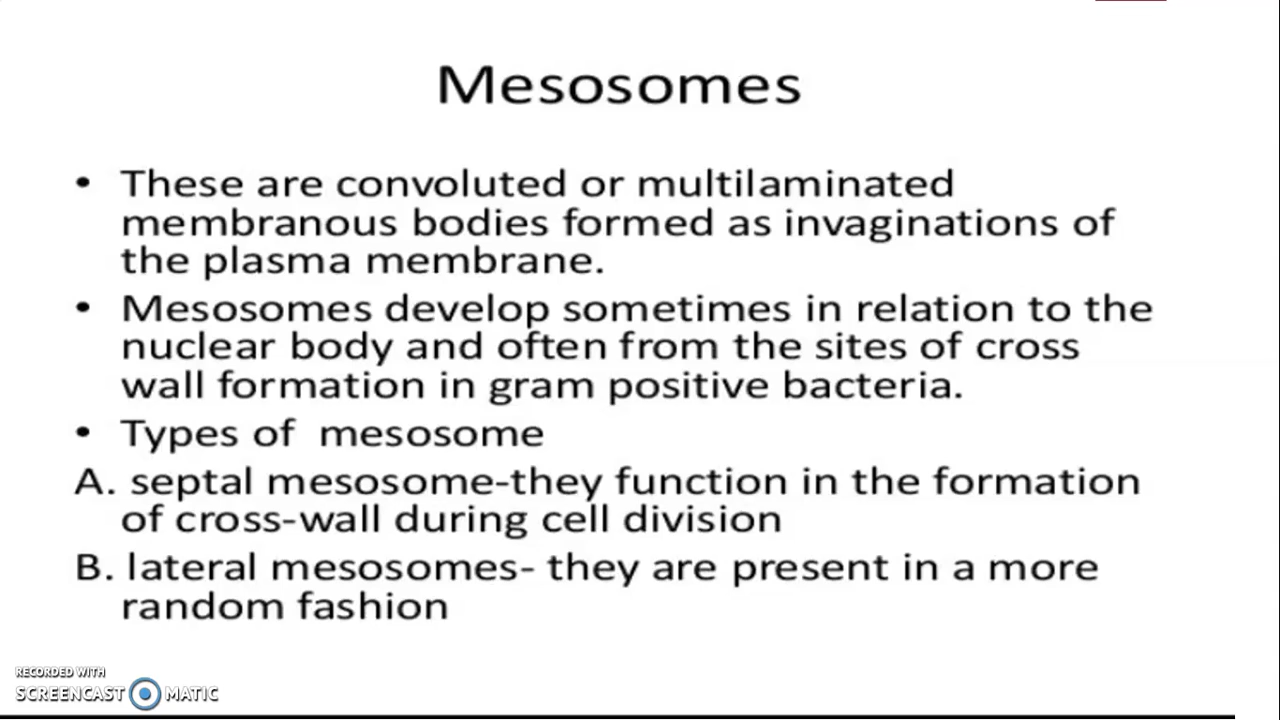 Mesosomes
• These are convoluted or multilaminated
membranous bodies formed as invaginations of
the plasma membrane.
• Mesosomes develop sometimes in relation to the
nuclear body and often from the sites of cross
wall formation in gram positive bacteria.
• Types of  mesosome
A. septal mesosome-they function in the formation
of cross-wall during cell division
B. lateral mesosomes- they are present in a more
random fashion
RECORDED WITH
SCREENCAST MATIC